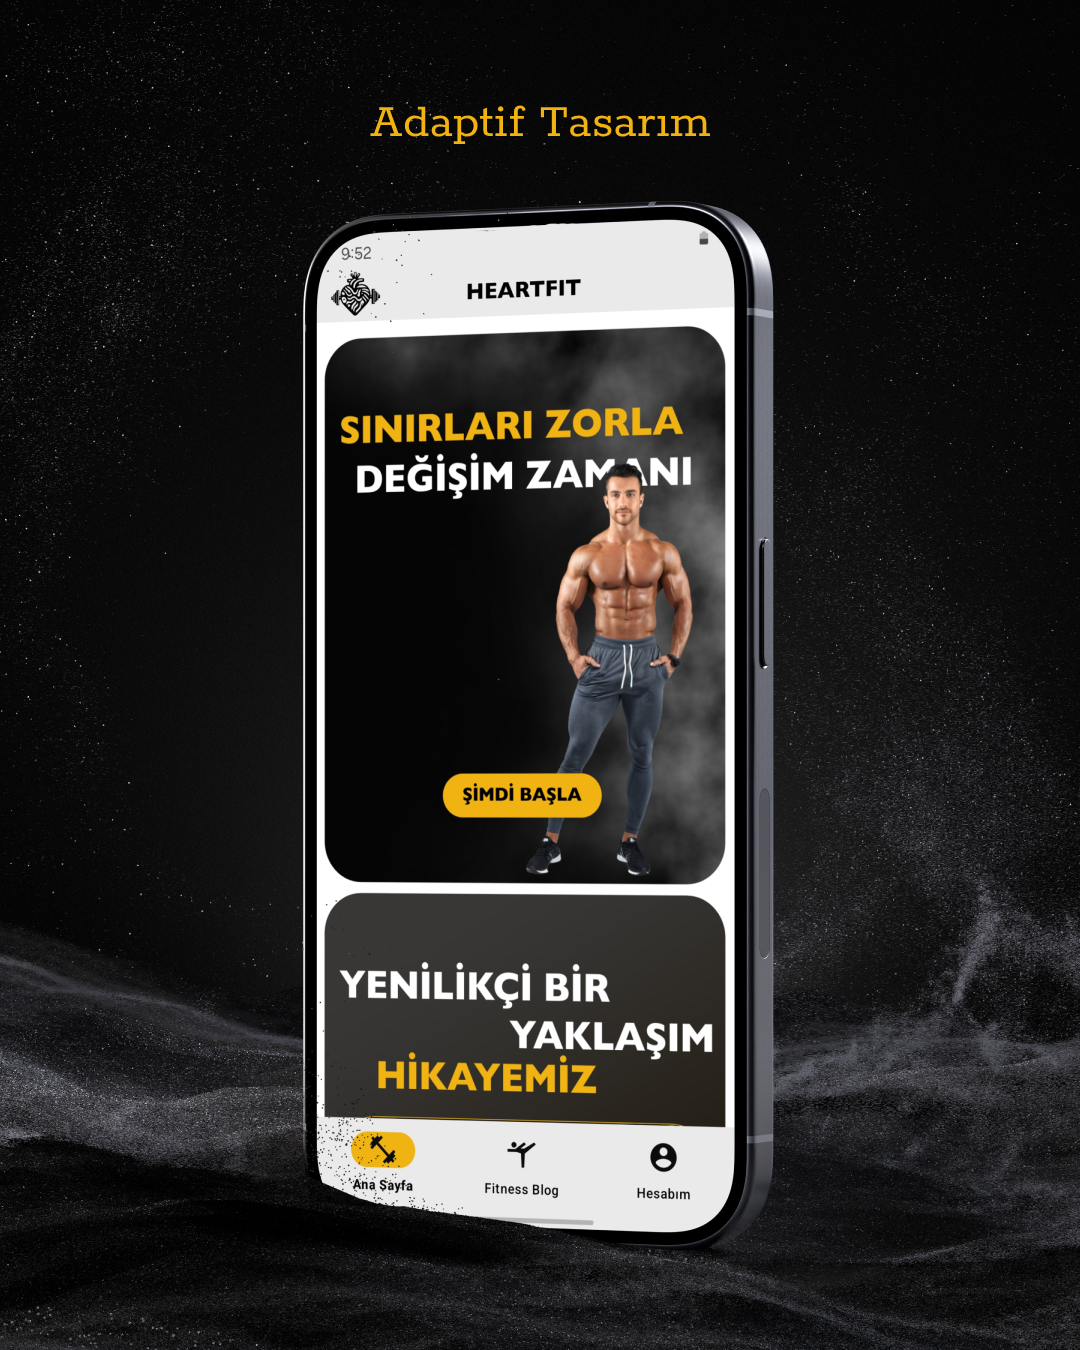 Adaptif Tasarım
9:52
HEARTFIT
SINIRLARI ZORLA
DEĞİŞİM ZAMANI
ŞİMDİ BAŞLA
YENİLİKÇİ BİR
YAKLAŞIM
HİKAYEMİZ
Ana Sayfa
Fitness Blog
Hesabım